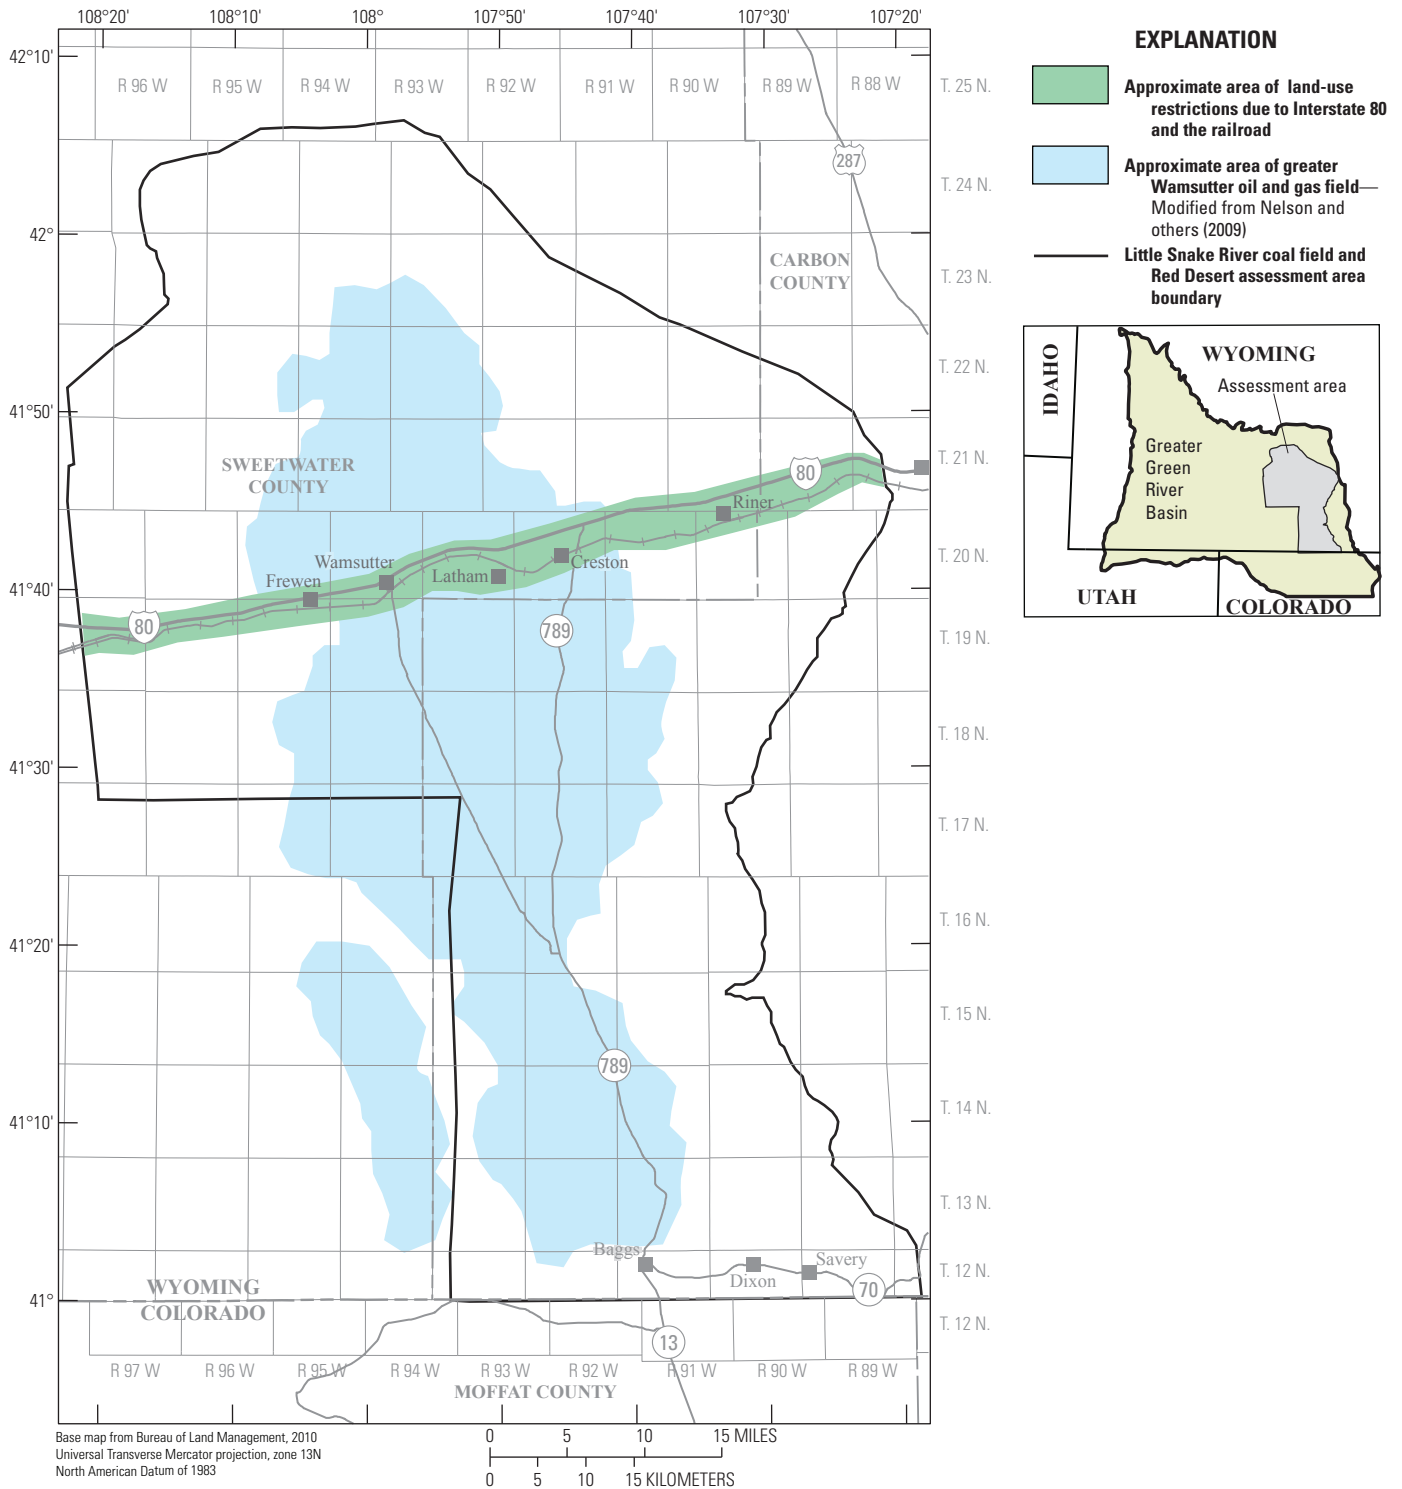 108°20' 108°10' 108° 107°50' 107°40' 107°30' 107°20'
42°10'
R 96 W R 95 W R 94 W R 93 W R 92 W R 91 W R 90 W R 89 W R 88 W T. 25 N.
287
T. 24 N.
42°
CARBON
COUNTY
T. 23 N.
T. 22 N.
41°50'
SWEETWATER
COUNTY
T. 21 N.
80
Riner
Wamsutter
Frewen
Latham
Creston
T. 20 N.
41°40'
80
789
T. 19 N.
T. 18 N.
41°30'
T. 17 N.
T. 16 N.
41°20'
T. 15 N.
789
T. 14 N.
41°10'
T. 13 N.
Baggs
Dixon
Savery
T. 12 N.
70
WYOMING
41°
COLORADO
T. 12 N.
13
R 97 W R 96 W R 95 W R 94 W R 93 W R 92 W R 91 W R 90 W R 89 W
MOFFAT COUNTY
Base map from Bureau of Land Management, 2010
Universal Transverse Mercator projection, zone 13N
North American Datum of 1983
0 5 10 15 MILES
0 5 10 15 KILOMETERS
EXPLANATION
Approximate area of land-use
restrictions due to Interstate 80
and the railroad
Approximate area of greater
Wamsutter oil and gas field—
Modified from Nelson and
others (2009)
Little Snake River coal field and
Red Desert assessment area
boundary
IDAHO
WYOMING
Assessment area
Greater
Green
River
Basin
UTAH
COLORADO